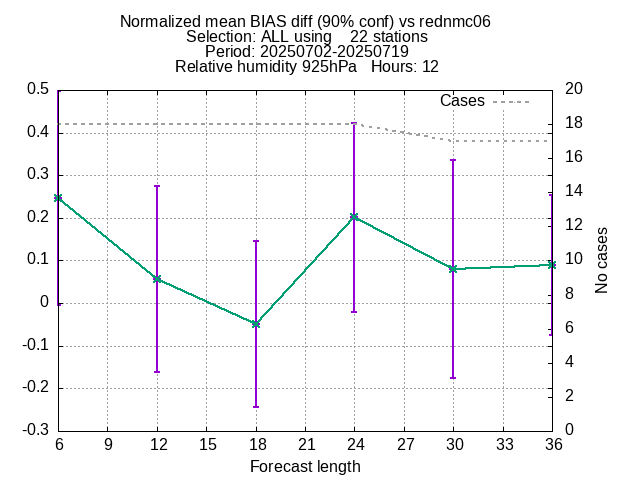 Normalized mean BIAS diff (90% conf) vs rednmc06
Selection: ALL using    22 stations
Period: 20250702-20250719
Relative humidity 925hPa   Hours: 12
Cases
0.5
0.4
0.3
0.2
0.1
0
-0.1
-0.2
-0.3
20
18
16
14
12
10
8
6
4
2
0
No cases
6 9 12 15 18 21 24 27 30 33 36
Forecast length